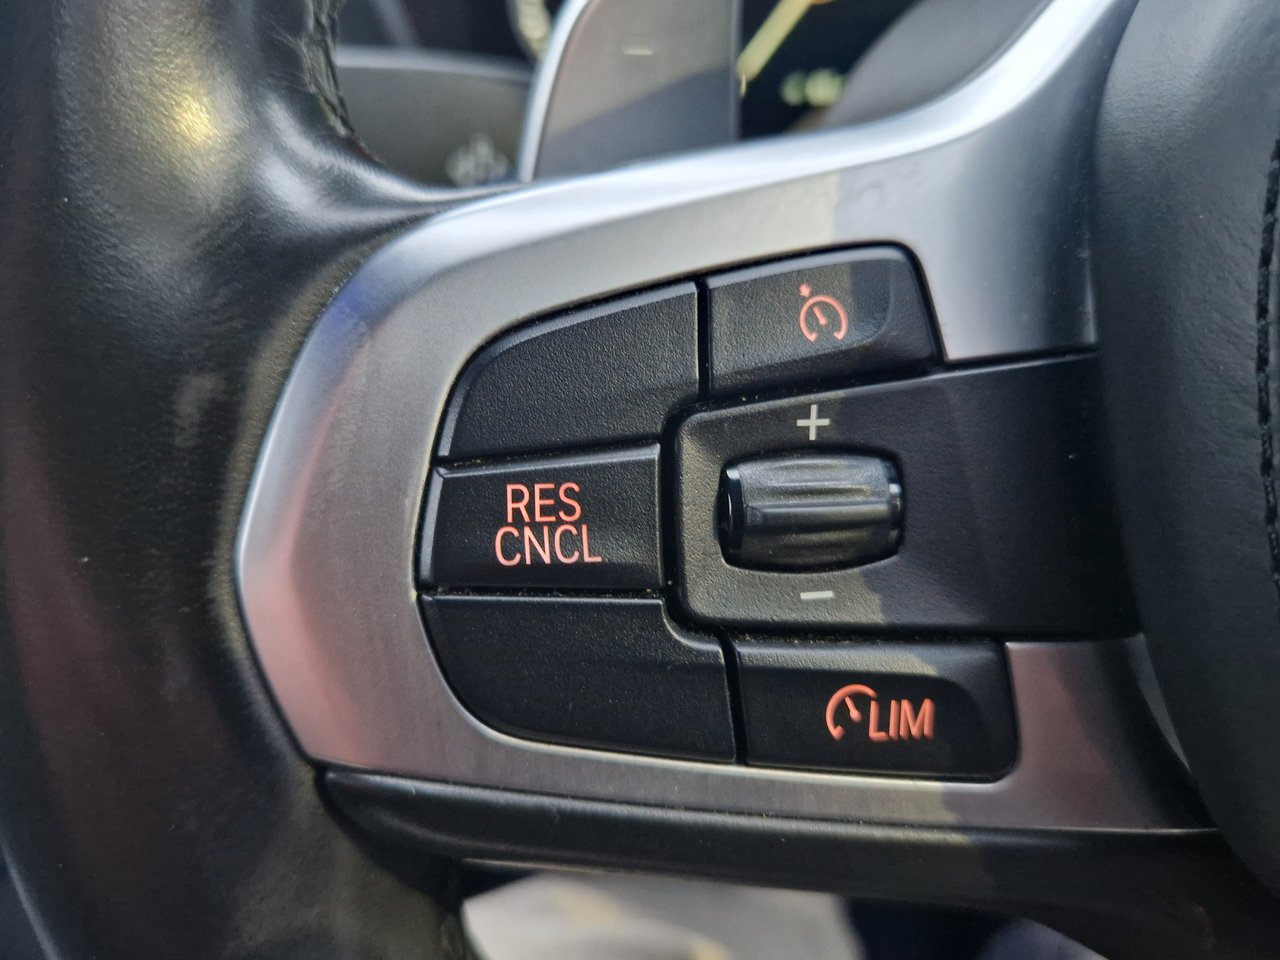 +
RES
CNCL
−
LIM